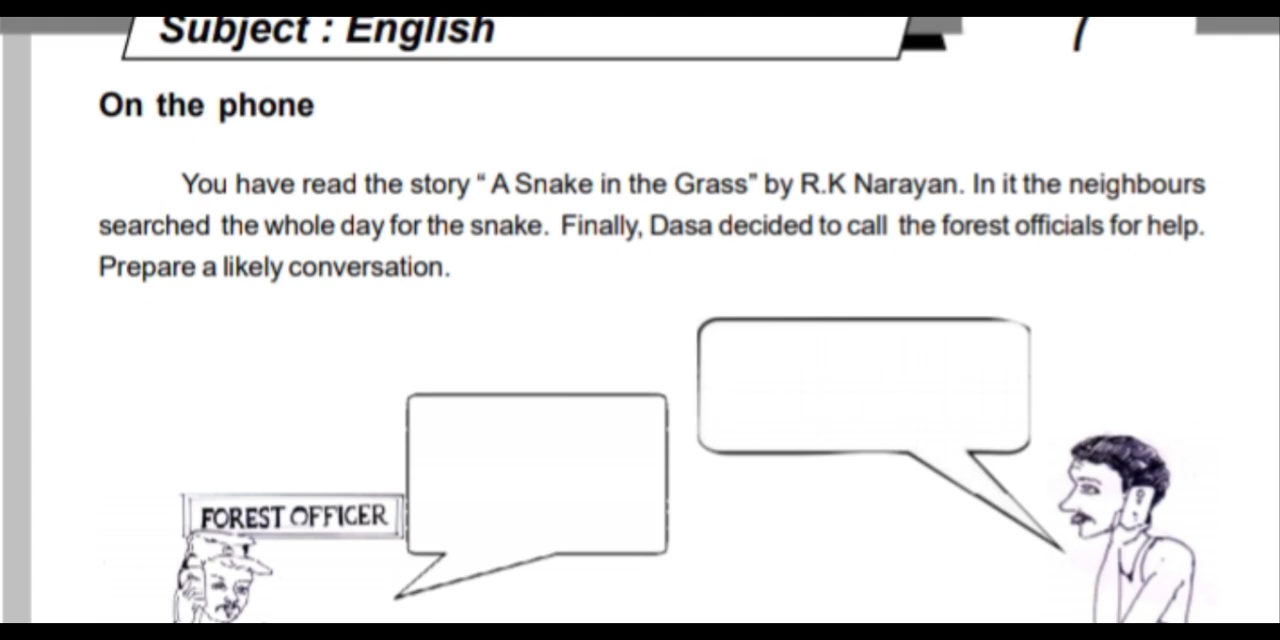 Subject : English
7
On the phone
You have read the story “ A Snake in the Grass” by R.K Narayan. In it the neighbours
searched the whole day for the snake. Finally, Dasa decided to call the forest officials for help.
Prepare a likely conversation.
FOREST OFFICER